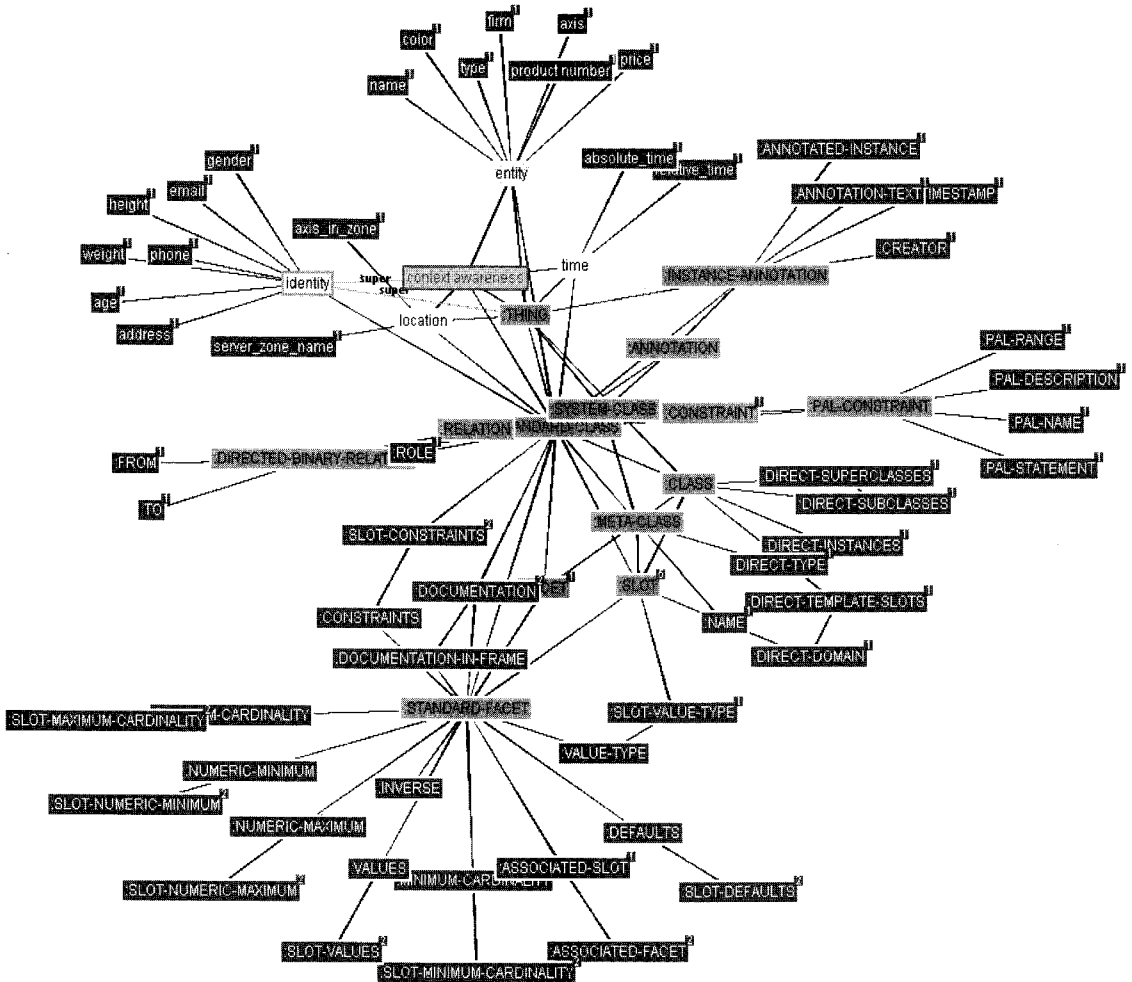 firm
axis
color
type
product number
price
name
absolute_time
gender
entity
ANNOTATED-INSTANCE
email
height
ANNOTATION-TEXT
axis_in_zone
weight
phone
CREATOR
time
super
context awareness
INSTANCE-ANNOTATION
Identity
super
age
location
:THING
address
server_zone_name
:ANNOTATION
PAL-RANGE
PAL-DESCRIPTION
:SYSTEM-CLASS
:CONSTRAINT
:PAL-CONSTRAINT
PAL-NAME
RELATION
:ROLE
:FROM
PAL-STATEMENT
:DIRECT-SUPERCLASSES
:CLASS
:DIRECT-SUBCLASSES
:TO
:META-CLASS
:SLOT-CONSTRAINTS
:DIRECT-INSTANCES
:DIRECT-TYPE
:DOCUMENTATION
:SLOT
:DIRECT-TEMPLATE-SLOTS
:CONSTRAINTS
:NAME
:DOCUMENTATION-IN-FRAME
:DIRECT-DOMAIN
:STANDARD-FACET
:SLOT-MAXIMUM-CARDINALITY
:SLOT-VALUE-TYPE
:VALUE-TYPE
:NUMERIC-MINIMUM
:INVERSE
:SLOT-NUMERIC-MINIMUM
:NUMERIC-MAXIMUM
:DEFAULTS
:VALUES
:ASSOCIATED-SLOT
MINIMUM-CARDINALITY
:SLOT-NUMERIC-MAXIMUM
:SLOT-DEFAULTS
:SLOT-VALUES
:ASSOCIATED-FACET
:SLOT-MINIMUM-CARDINALITY